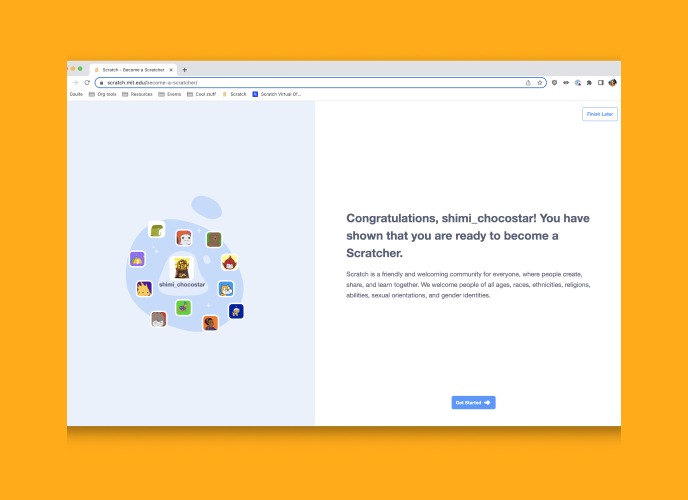 Scratch - Become a Scratcher
scratch.mit.edu/become-a-scratcher/
Gsuite Org tools Resources Events Cool stuff Scratch Scratch Virtual Of...
Finish Later
shimi_chocostar
Congratulations, shimi_chocostar! You have
shown that you are ready to become a
Scratcher.
Scratch is a friendly and welcoming community for everyone, where people create,
share, and learn together. We welcome people of all ages, races, ethnicities, religions,
abilities, sexual orientations, and gender identities.
Get Started